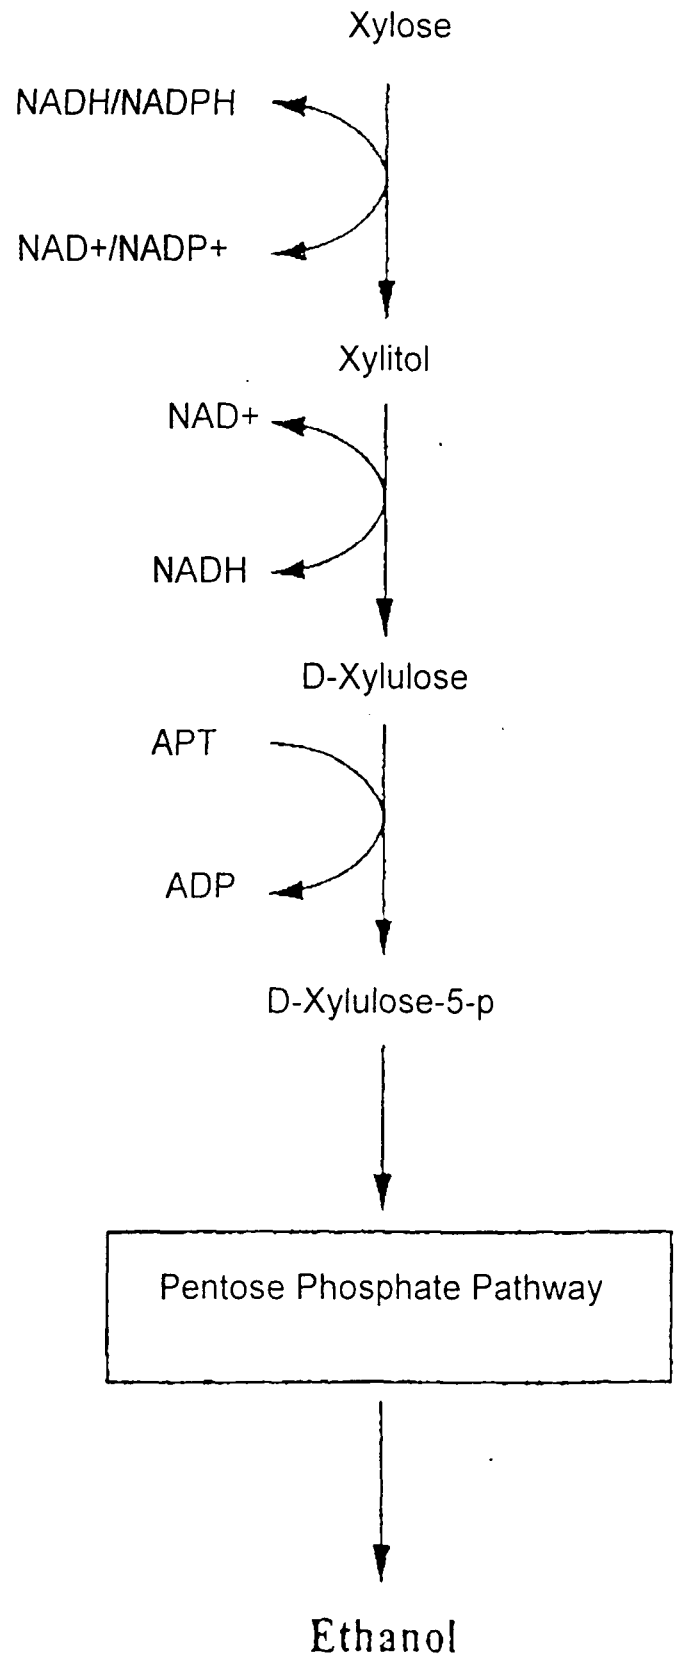 Xylose
NADH/NADPH
NAD+/NADP+
Xylitol
NAD+
NADH
D-Xylulose
APT
ADP
D-Xylulose-5-p
Pentose Phosphate Pathway
Ethanol